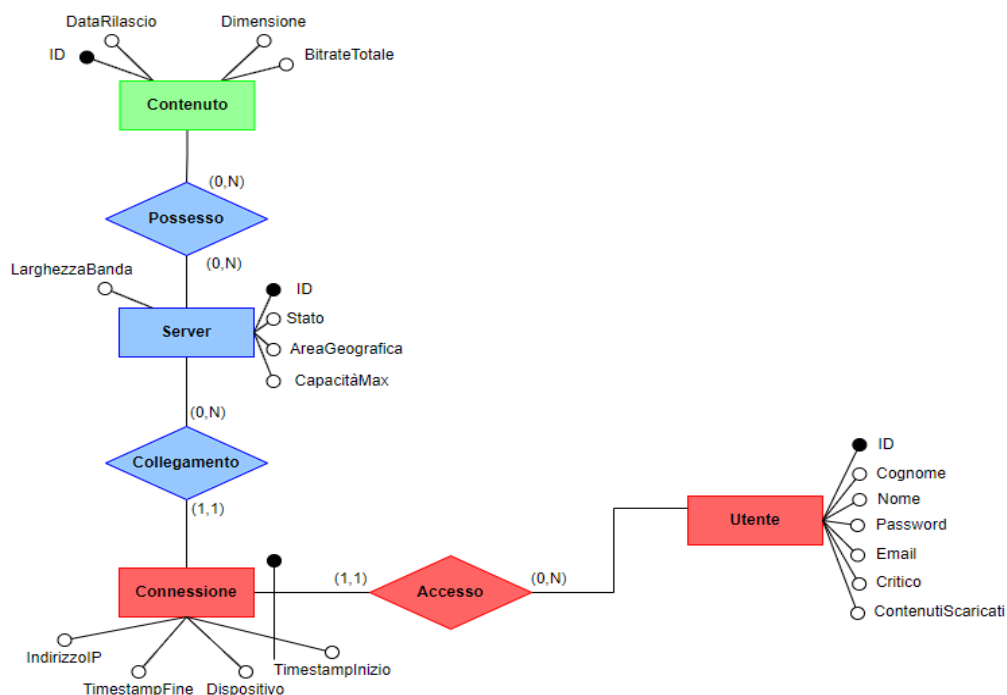 DataRilascio
Dimensione
ID
BitrateTotale
Contenuto
(0,N)
Possesso
(0,N)
LarghezzaBanda
ID
Stato
Server
AreaGeografica
CapacitàMax
(0,N)
Collegamento
(1,1)
ID
Cognome
Nome
Utente
Password
Email
Critico
ContenutiScaricati
Connessione
(1,1)
Accesso
(0,N)
IndirizzoIP
TimestampFine
Dispositivo
TimestampInizio